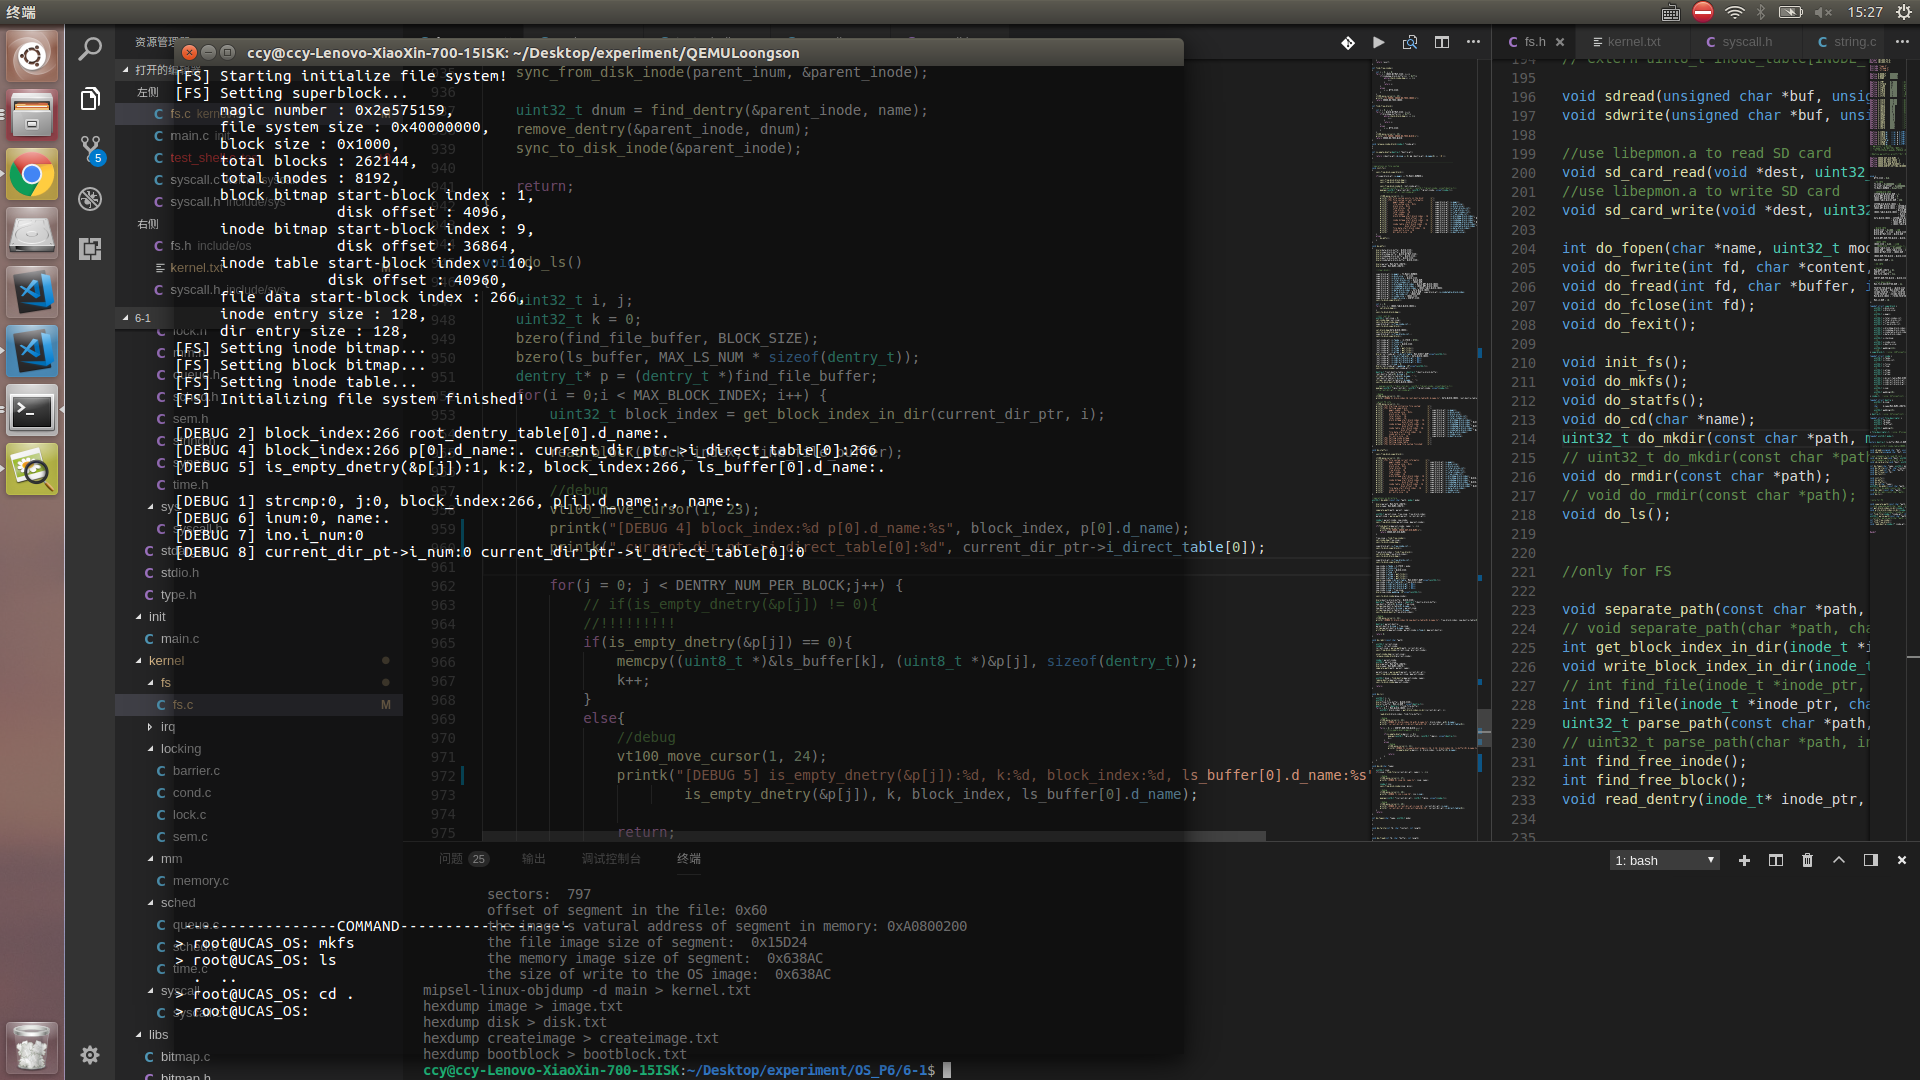 终端
15:27
ccy@ccy-Lenovo-XiaoXin-700-15ISK: ~/Desktop/experiment/QEMULoongson
[FS] Starting initialize file system!
[FS] Setting superblock...
magic number : 0x2e575159,
file system size : 0x40000000,
block size : 0x1000,
total blocks : 262144,
total inodes : 8192,
block bitmap start-block index : 1,
disk offset : 4096,
inode bitmap start-block index : 9,
disk offset : 36864,
inode table start-block index : 10,
disk offset : 40960,
file data start-block index : 266,
inode entry size : 128,
dir entry size : 128,
[FS] Setting inode bitmap...
[FS] Setting block bitmap...
[FS] Setting inode table...
[FS] Initializing file system finished!
[DEBUG 2] block_index:266 root_dentry_table[0].d_name:.
[DEBUG 4] block_index:266 p[0].d_name:. current_dir_ptr->i_direct_table[0]:266
[DEBUG 5] is_empty_dnetry(&p[j]):1, k:2, block_index:266, ls_buffer[0].d_name:.
[DEBUG 1] strcmp:0, j:0, block_index:266, p[i].d_name:., name:.
[DEBUG 6] inum:0, name:.
[DEBUG 7] ino.i_num:0
[DEBUG 8] current_dir_pt->i_num:0 current_dir_ptr->i_direct_table[0]:0
COMMAND
> root@UCAS_OS: mkfs
> root@UCAS_OS: ls
. ..
> root@UCAS_OS: cd .
> root@UCAS_OS:
打开的编辑器
左侧
C fs.c
C main.c
C syscall.c
C syscall.h include/sys
右侧
C fs.h include/os
kernel.txt
C syscall.h include/sys
6-1
C lock.h
C sem.h
C time.h
C stdio.h
C type.h
init
C main.c
kernel
fs
C fs.c M
irq
locking
C barrier.c
C cond.c
C lock.c
C sem.c
mm
C memory.c
sched
C queue.c
C sched.c
C time.c
syscall
libs
C bitmap.c
C bitmap.h
sync_from_disk_inode(parent_inum, &parent_inode);
936
uint32_t dnum = find_dentry(&parent_inode, name);
remove_dentry(&parent_inode, dnum);
939 sync_to_disk_inode(&parent_inode);
940
return;
do_ls()
uint32_t i, j;
948 uint32_t k = 0;
949 bzero(find_file_buffer, BLOCK_SIZE);
950 bzero(ls_buffer, MAX_LS_NUM * sizeof(dentry_t));
951 dentry_t* p = (dentry_t *)find_file_buffer;
for(i = 0;i < MAX_BLOCK_INDEX; i++) {
953 uint32_t block_index = get_block_index_in_dir(current_dir_ptr, i);
957 //debug
vt100_move_cursor(1, 23);
959 printk("[DEBUG 4] block_index:%d p[0].d_name:%s", block_index, p[0].d_name);
printk(" current_dir_ptr->i_direct_table[0]:%d", current_dir_ptr->i_direct_table[0]);
961
962 for(j = 0; j < DENTRY_NUM_PER_BLOCK;j++) {
963 // if(is_empty_dnetry(&p[j]) != 0){
964 //!!!!!!!!!
965 if(is_empty_dnetry(&p[j]) == 0){
966 memcpy((uint8_t *)&ls_buffer[k], (uint8_t *)&p[j], sizeof(dentry_t));
967 k++;
968 }
969 else{
970 //debug
971 vt100_move_cursor(1, 24);
972 printk("[DEBUG 5] is_empty_dnetry(&p[j]):%d, k:%d, block_index:%d, ls_buffer[0].d_name:%s"
973 is_empty_dnetry(&p[j]), k, block_index, ls_buffer[0].d_name);
974
975 return;
C fs.h
kernel.txt
C syscall.h
C string.c
195
196 void sdread(unsigned char *buf, unsig
197 void sdwrite(unsigned char *buf, uns
198
199 //use libepmon.a to read SD card
200 void sd_card_read(void *dest, uint32
201 //use libepmon.a to write SD card
202 void sd_card_write(void *dest, uint32
203
204 int do_fopen(char *name, uint32_t mod
205 void do_fwrite(int fd, char *content,
206 void do_fread(int fd, char *buffer, i
207 void do_fclose(int fd);
208 void do_fexit();
209
210 void init_fs();
211 void do_mkfs();
212 void do_statfs();
213 void do_cd(char *name);
214 uint32_t do_mkdir(const char *path, m
215 // uint32_t do_mkdir(const char *path
216 void do_rmdir(const char *path);
217 // void do_rmdir(const char *path);
218 void do_ls();
219
220
221 //only for FS
222
223 void separate_path(const char *path,
224 // void separate_path(char *path, cha
225 int get_block_index_in_dir(inode_t *i
226 void write_block_index_in_dir(inode_t
227 // int find_file(inode_t *inode_ptr,
228 int find_file(inode_t *inode_ptr, cha
229 uint32_t parse_path(const char *path,
230 // uint32_t parse_path(char *path, in
231 int find_free_inode();
232 int find_free_block();
233 void read_dentry(inode_t* inode_ptr,
234
235
问题 25 输出 调试控制台 终端
1: bash
sectors: 797
offset of segment in the file: 0x60
the image's vatural address of segment in memory: 0xA0800200
the file image size of segment: 0x15D24
the memory image size of segment: 0x638AC
the size of write to the OS image: 0x638AC
mipsel-linux-objdump -d main > kernel.txt
hexdump image > image.txt
hexdump disk > disk.txt
hexdump createimage > createimage.txt
hexdump bootblock > bootblock.txt
ccy@ccy-Lenovo-XiaoXin-700-15ISK:~/Desktop/experiment/OS_P6/6-1$